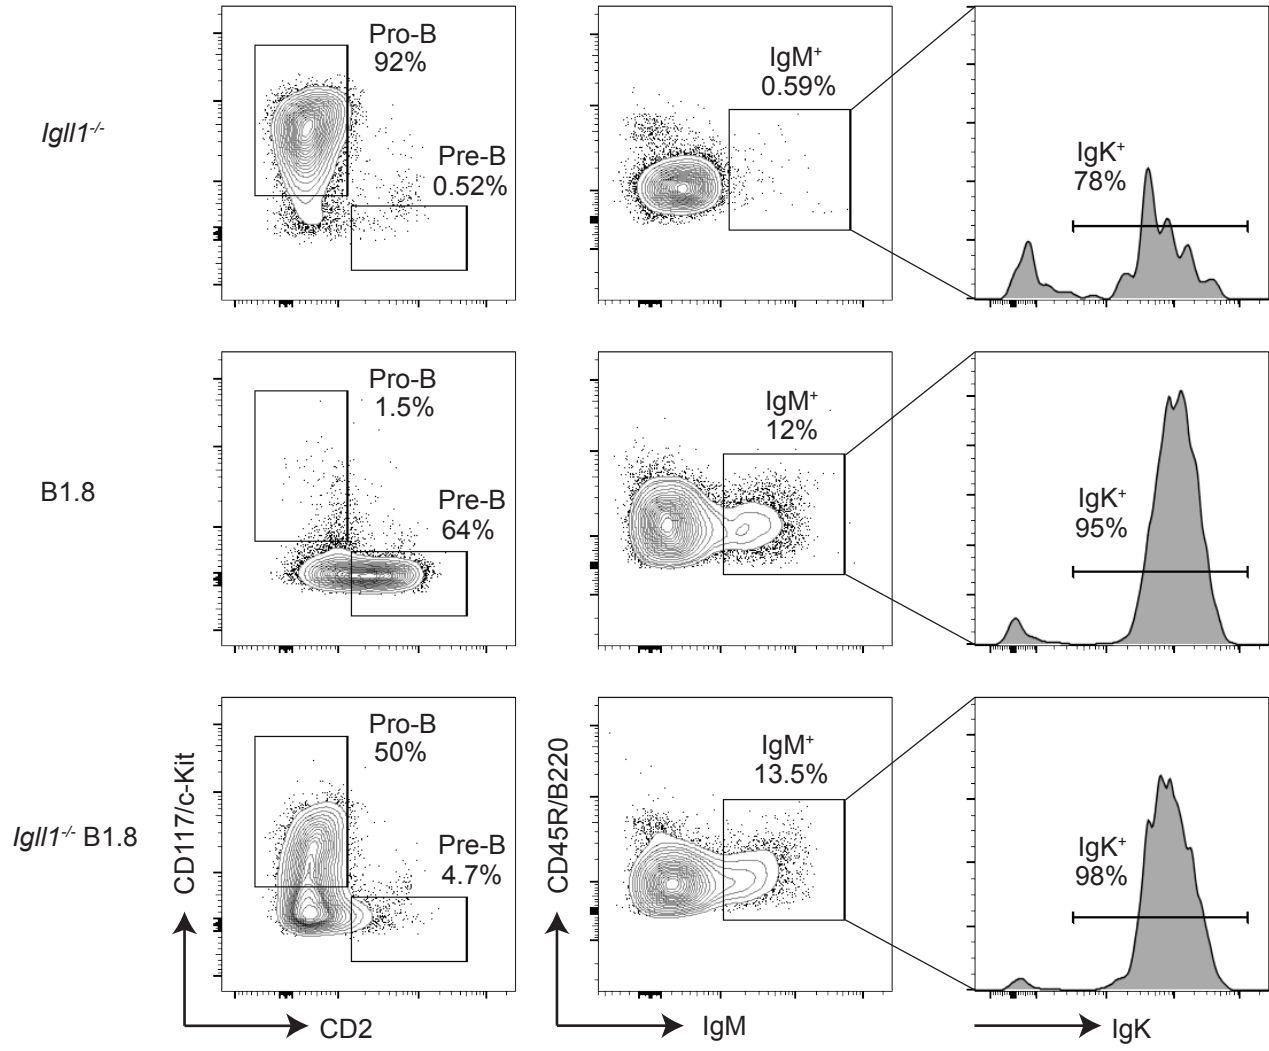 Pro-B
92%
Pre-B
0.52%
IgM+
0.59%
IgK+
78%
Igll1-/-
Pro-B
1.5%
Pre-B
64%
IgM+
12%
IgK+
95%
B1.8
Pro-B
50%
Pre-B
4.7%
IgM+
13.5%
IgK+
98%
Igll1-/- B1.8
CD117/c-Kit
CD2
CD45R/B220
IgM
IgK